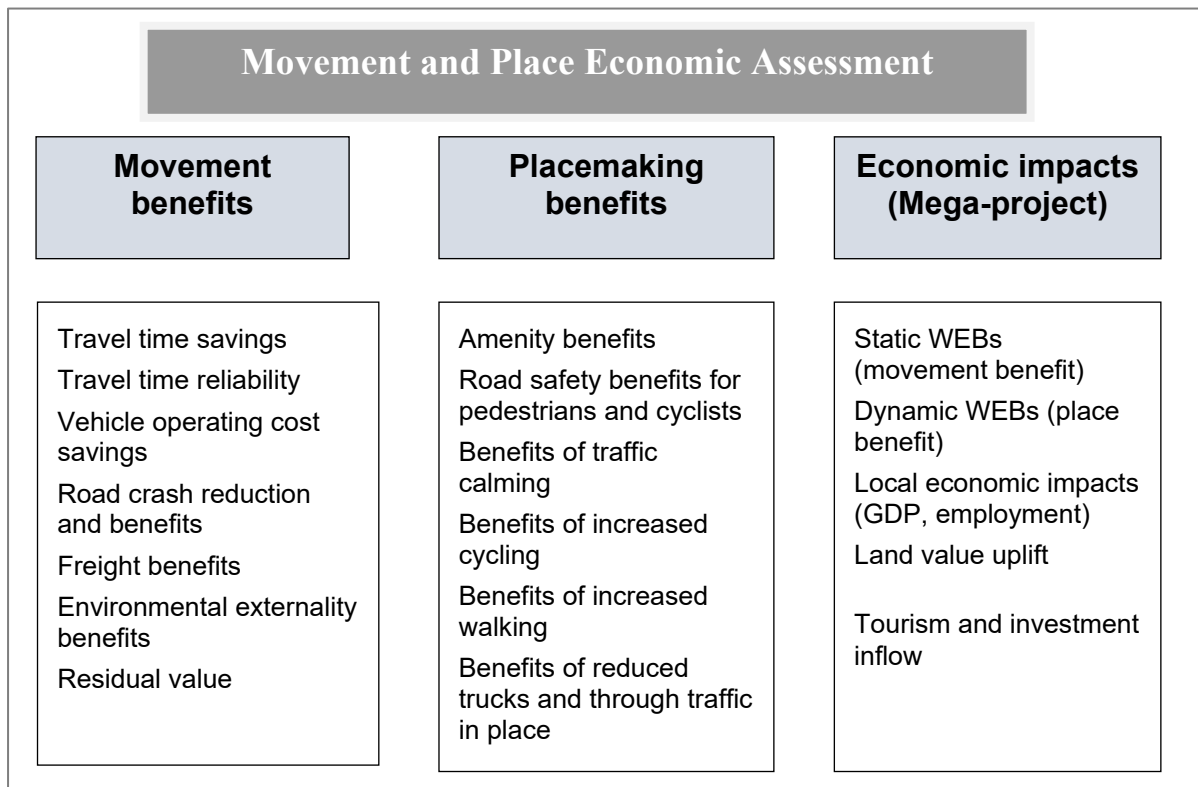 Movement and Place Economic Assessment
Movement
benefits
Placemaking
benefits
Economic impacts
(Mega-project)
Travel time savings
Travel time reliability
Vehicle operating cost
savings
Road crash reduction
and benefits
Freight benefits
Environmental externality
benefits
Residual value
Amenity benefits
Road safety benefits for
pedestrians and cyclists
Benefits of traffic
calming
Benefits of increased
cycling
Benefits of increased
walking
Benefits of reduced
trucks and through traffic
in place
Static WEBs
(movement benefit)
Dynamic WEBs (place
benefit)
Local economic impacts
(GDP, employment)
Land value uplift
Tourism and investment
inflow